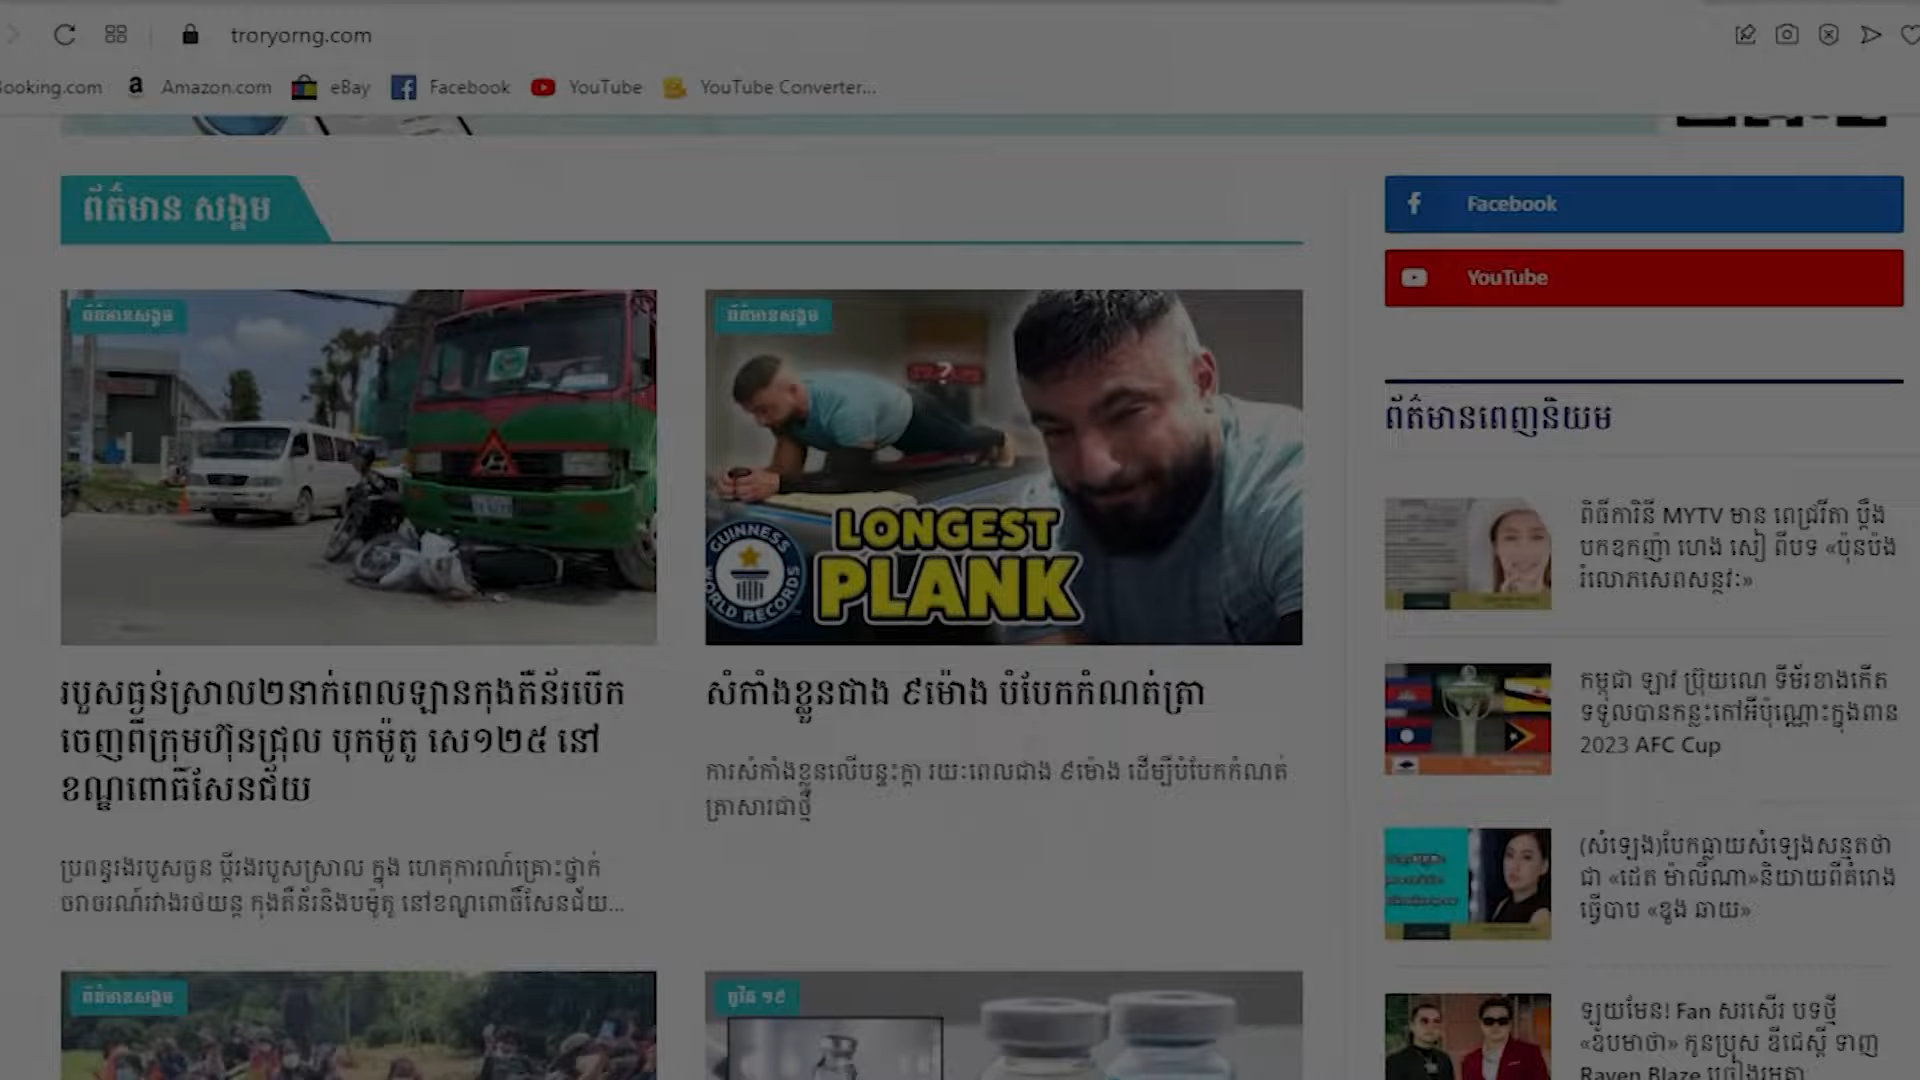 troryorng.com
Booking.com
Amazon.com
eBay
Facebook
YouTube
YouTube Converter...
ព័ត៌មាន សង្គម
Facebook
YouTube
ព័ត៌មានសង្គម
ព័ត៌មានសង្គម
LONGEST
PLANK
GUINNESS
WORLD RECORDS
របួសធ្ងន់ស្រាល២នាក់ពេលឡានកុងតឺន័របើក
ចេញពីក្រុមហ៊ុនជ្រុល បុកម៉ូតូ សេ១២៥ នៅ
ខណ្ឌពោធិ៍សែនជ័យ
ប្រពន្ធរងរបួសធ្ងន ប្តីរងរបួសស្រាល ក្នុង ហេតុការណ៍គ្រោះថ្នាក់
ចរាចរណ៍រវាងរថយន្ត កុងតឺន័រនិងបម៉ូតូ នៅខណ្ឌពោធិ៍សែនជ័យ...
សំកាំងខ្លួនជាង ៩ម៉ោង បំបែកកំណត់ត្រា
ការសំកាំងខ្លួនលើបន្ទះក្តា រយៈពេលជាង ៩ម៉ោង ដើម្បីបំបែកកំណត់
ត្រាសារជាថ្មី
ព័ត៌មានពេញនិយម
ពិធីការិនី MYTV មាន ពេជ្ររីតា ប្តឹង
បកឧកញ៉ា ហេង សៀ ពីបទ «ប៉ុនប៉ង
រំលោភសេពសន្ថវៈ»
កម្ពុជា ឡាវ ប្រ៊ុយណេ ទីម័រខាងកើត
ទទួលបានកន្លះកៅអីប៉ុណ្ណោះក្នុងពាន
2023 AFC Cup
(សំឡេង)បែកធ្លាយសំឡេងសន្មតថា
ជា «ដេត ម៉ាលីណា»និយាយពីគំរោង
ធ្វើបាប «ឌួង ឆាយ»
ឡូយមែន! Fan សរសើរ បទថ្មី
«ឧបមាថា» កូនប្រុស ឌីជេស្តី ទាញ
Raven Blaze
ព័ត៌មានសង្គម
កូវីដ ១៩